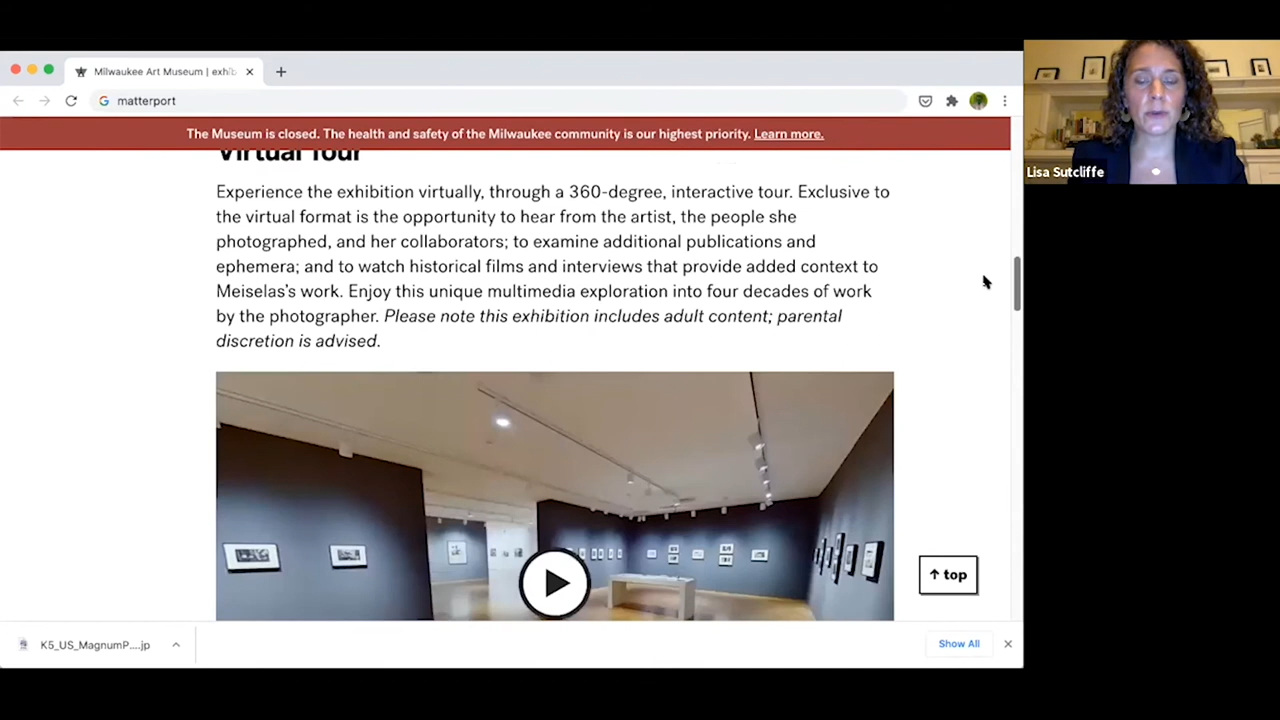 Milwaukee Art Museum | exhib
matterport
The Museum is closed. The health and safety of the Milwaukee community is our highest priority. Learn more.
Virtual Tour
Experience the exhibition virtually, through a 360-degree, interactive tour. Exclusive to
the virtual format is the opportunity to hear from the artist, the people she
photographed, and her collaborators; to examine additional publications and
ephemera; and to watch historical films and interviews that provide added context to
Meiselas's work. Enjoy this unique multimedia exploration into four decades of work
by the photographer. Please note this exhibition includes adult content; parental
discretion is advised.
↑ top
K5_US_MagnumP....jp
Show All
Lisa Sutcliffe